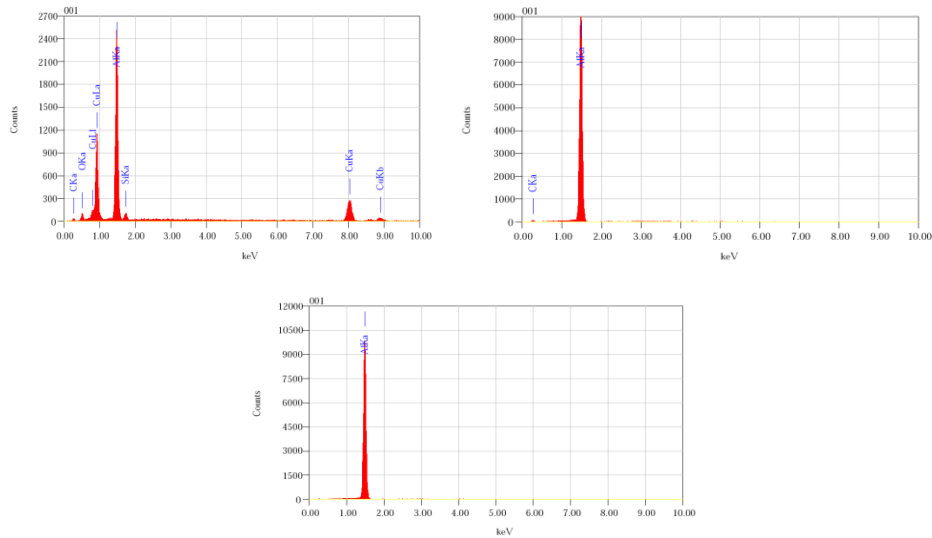 001
2700
2400
2100
1800
1500
1200
900
600
300
0
Counts
CKa
OKa
CuLl
CuLa
AlKa
SiKa
CuKa
CuKb
0.00 1.00 2.00 3.00 4.00 5.00 6.00 7.00 8.00 9.00 10.00
keV
001
9000
8000
7000
6000
5000
4000
3000
2000
1000
0
Counts
CKa
AlKa
0.00 1.00 2.00 3.00 4.00 5.00 6.00 7.00 8.00 9.00 10.00
keV
001
12000
10500
9000
7500
6000
4500
3000
1500
0
Counts
AlKa
0.00 1.00 2.00 3.00 4.00 5.00 6.00 7.00 8.00 9.00 10.00
keV